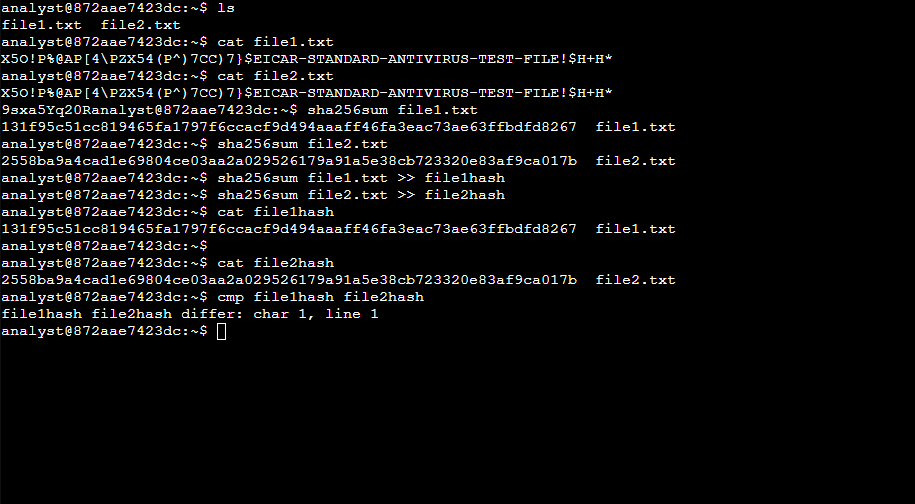 analyst@872aae7423dc:~$ ls
file1.txt  file2.txt
analyst@872aae7423dc:~$ cat file1.txt
X5O!P%@AP[4\PZX54(P^)7CC)7}$EICAR-STANDARD-ANTIVIRUS-TEST-FILE!$H+H*
analyst@872aae7423dc:~$ cat file2.txt
X5O!P%@AP[4\PZX54(P^)7CC)7}$EICAR-STANDARD-ANTIVIRUS-TEST-FILE!$H+H*
9sxa5Yq20Ranalyst@872aae7423dc:~$ sha256sum file1.txt
131f95c51cc819465fa1797f6ccacf9d494aaaff46fa3eac73ae63ffbdfd8267  file1.txt
analyst@872aae7423dc:~$ sha256sum file2.txt
2558ba9a4cad1e69804ce03aa2a029526179a91a5e38cb723320e83af9ca017b  file2.txt
analyst@872aae7423dc:~$ sha256sum file1.txt >> file1hash
analyst@872aae7423dc:~$ sha256sum file2.txt >> file2hash
analyst@872aae7423dc:~$ cat file1hash
131f95c51cc819465fa1797f6ccacf9d494aaaff46fa3eac73ae63ffbdfd8267  file1.txt
analyst@872aae7423dc:~$
analyst@872aae7423dc:~$ cat file2hash
2558ba9a4cad1e69804ce03aa2a029526179a91a5e38cb723320e83af9ca017b  file2.txt
analyst@872aae7423dc:~$ cmp file1hash file2hash
file1hash file2hash differ: char 1, line 1
analyst@872aae7423dc:~$